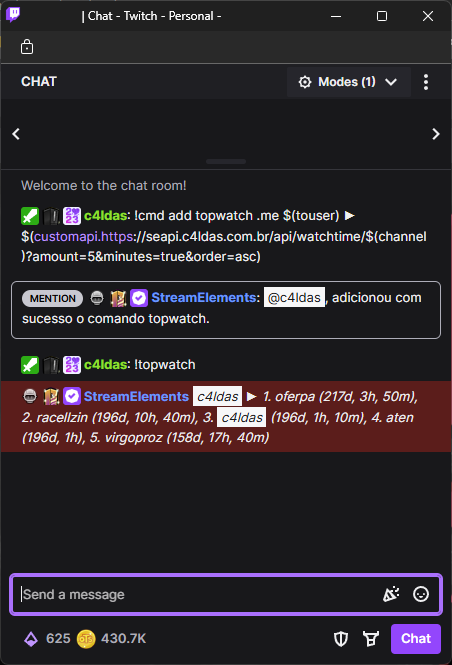 | Chat - Twitch - Personal -
CHAT
Modes (1)
Welcome to the chat room!
c4ldas: !cmd add topwatch .me $(touser) ►
$(customapi.https://seapi.c4ldas.com.br/api/watchtime/$(channel
)?amount=5&minutes=true&order=asc)
MENTION StreamElements: @c4ldas, adicionou com
sucesso o comando topwatch.
c4ldas: !topwatch
StreamElements c4ldas ► 1. oferpa (217d, 3h, 50m),
2. racellzin (196d, 10h, 40m), 3. c4ldas (196d, 1h, 10m), 4. aten
(196d, 1h), 5. virgoproz (158d, 17h, 40m)
Send a message
625 430.7K
Chat